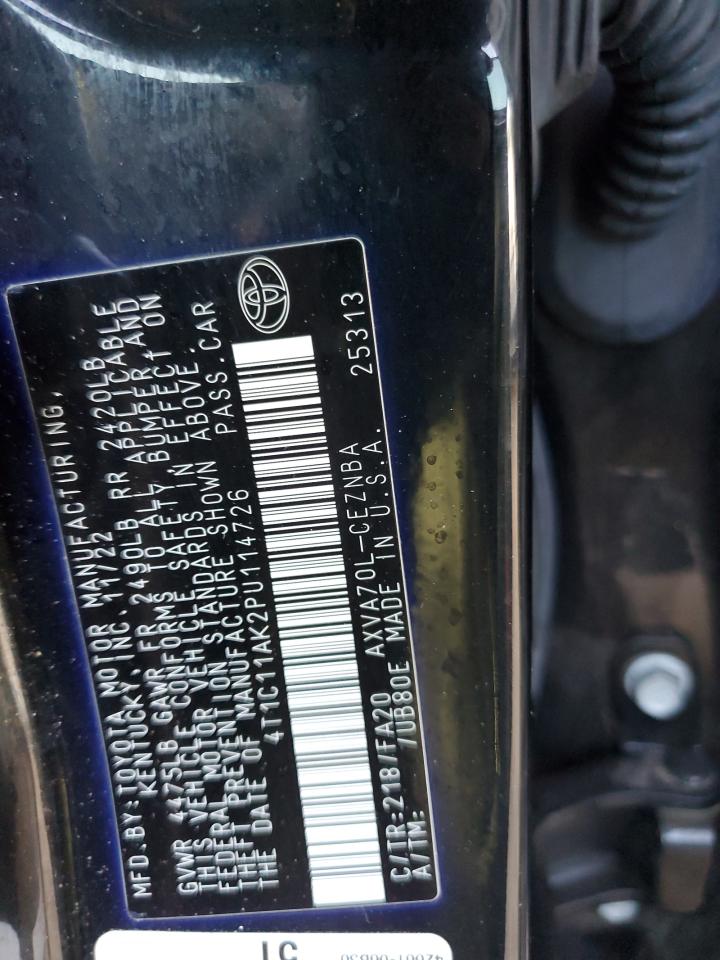 MFD.BY:TOYOTA MOTOR MANUFACTURING,
KENTUCKY,INC. 11/22
GVWR 4475LB GAWR FR 2490LB RR 2420LB
THIS VEHICLE CONFORMS TO ALL APPLICABLE
FEDERAL MOTOR VEHICLE SAFETY, BUMPER, AND
THEFT PREVENTION STANDARDS IN EFFECT ON
THE DATE OF MANUFACTURE SHOWN ABOVE.
4T1C11AK2PU114726 PASS.CAR
C/TR:218/FA20 AXVA70L-CEZNBA 25313
A/TM: /UB80E MADE IN U.S.A.